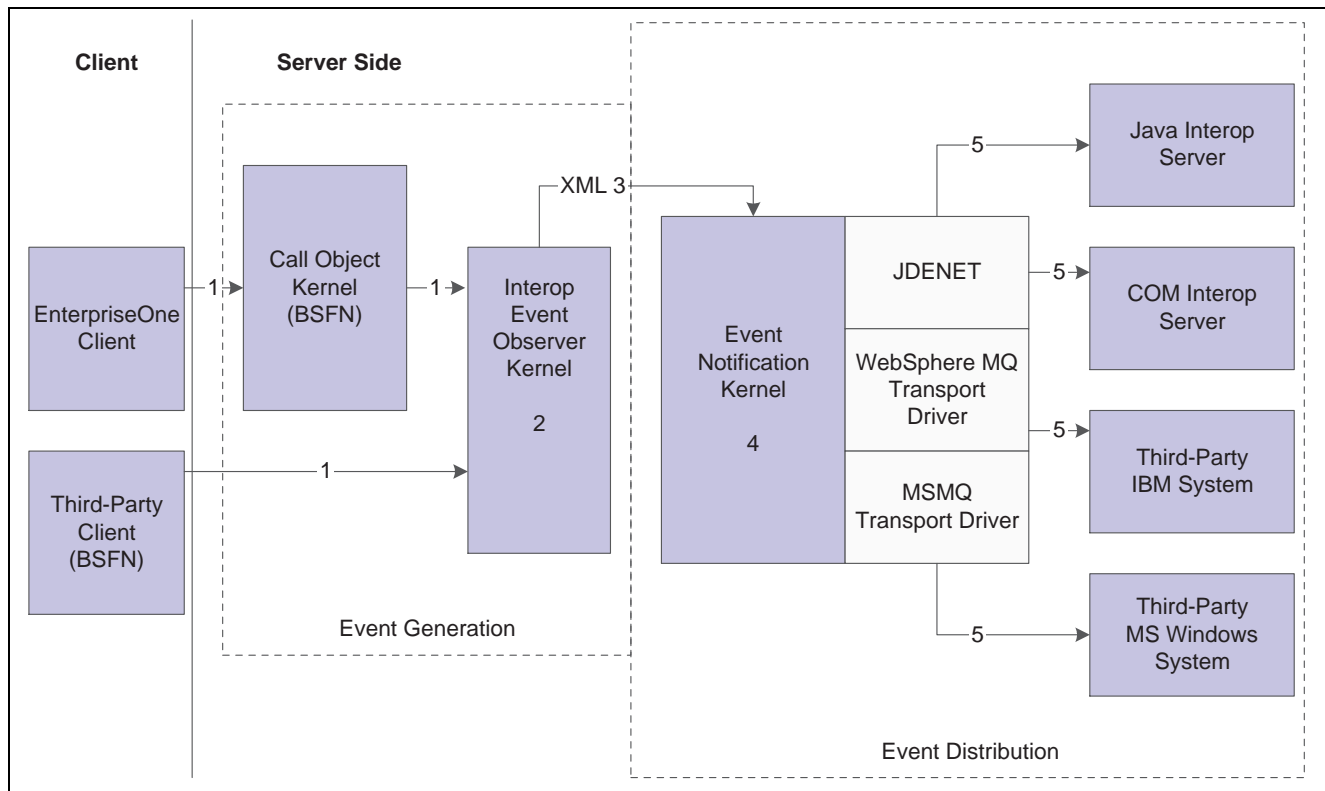 Client
Server Side
EnterpriseOne
Client
Third-Party
Client
(BSFN)
1
Call Object
Kernel
(BSFN)
1
1
Interop
Event
Observer
Kernel
2
Event Generation
XML 3
Event
Notification
Kernel
4
JDENET
WebSphere MQ
Transport
Driver
MSMQ
Transport Driver
5
5
5
5
Java Interop
Server
COM Interop
Server
Third-Party
IBM System
Third-Party
MS Windows
System
Event Distribution